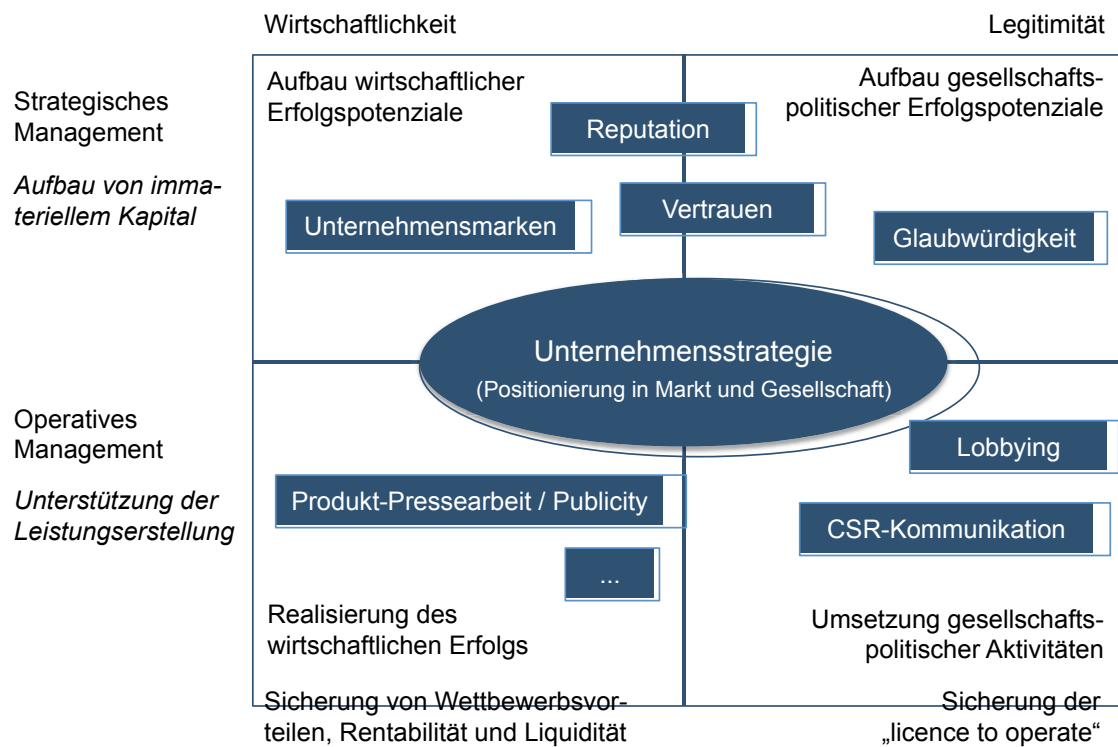 Wirtschaftlichkeit
Legitimität
Strategisches
Management
Aufbau von imma-
teriellem Kapital
Aufbau wirtschaftlicher
Erfolgspotenziale
Aufbau gesellschafts-
politischer Erfolgspotenziale
Reputation
Vertrauen
Unternehmensmarken
Glaubwürdigkeit
Unternehmensstrategie
(Positionierung in Markt und Gesellschaft)
Operatives
Management
Unterstützung der
Leistungserstellung
Lobbying
Produkt-Pressearbeit / Publicity
CSR-Kommunikation
...
Realisierung des
wirtschaftlichen Erfolgs
Umsetzung gesellschafts-
politischer Aktivitäten
Sicherung von Wettbewerbsvor-
teilen, Rentabilität und Liquidität
Sicherung der
„licence to operate“